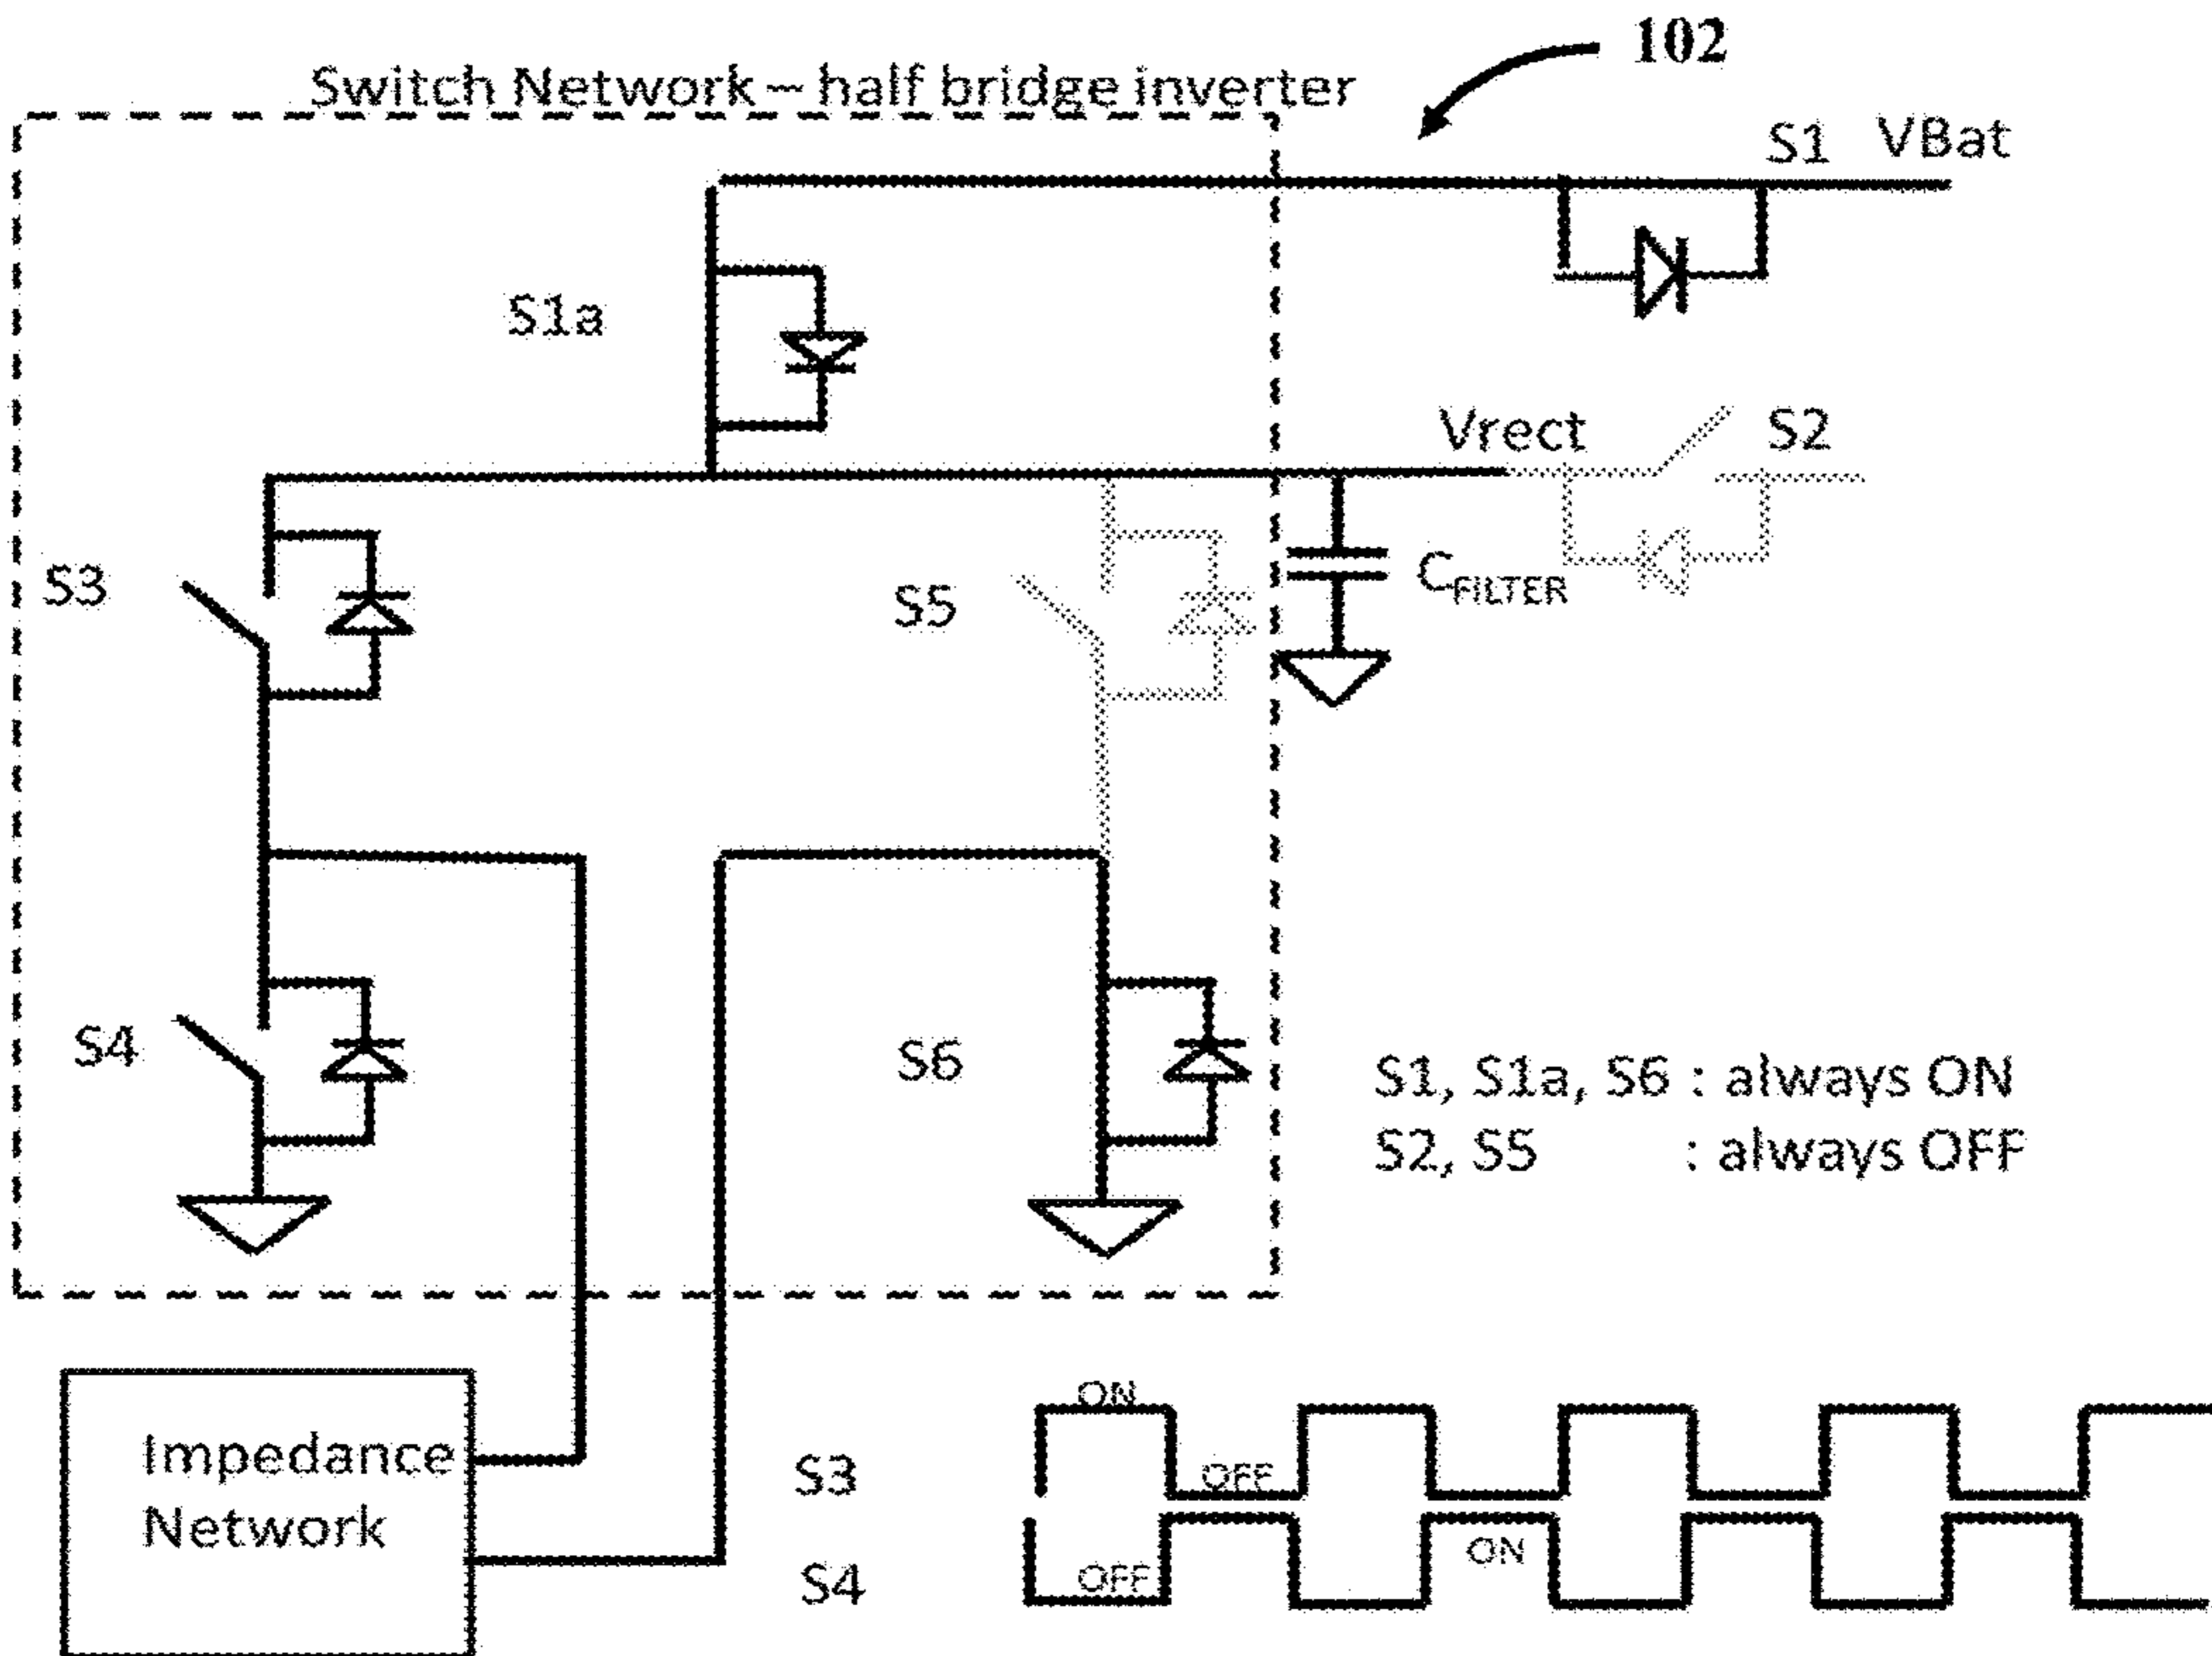 102
Switch Network – half bridge inverter
S1 VBat
S1a
Vrect S2
S3
S5
CFILTER
S4
S6
S1, S1a, S6 : always ON
S2, S5 : always OFF
Impedance
Network
ON
S3
OFF
ON
S4
OFF